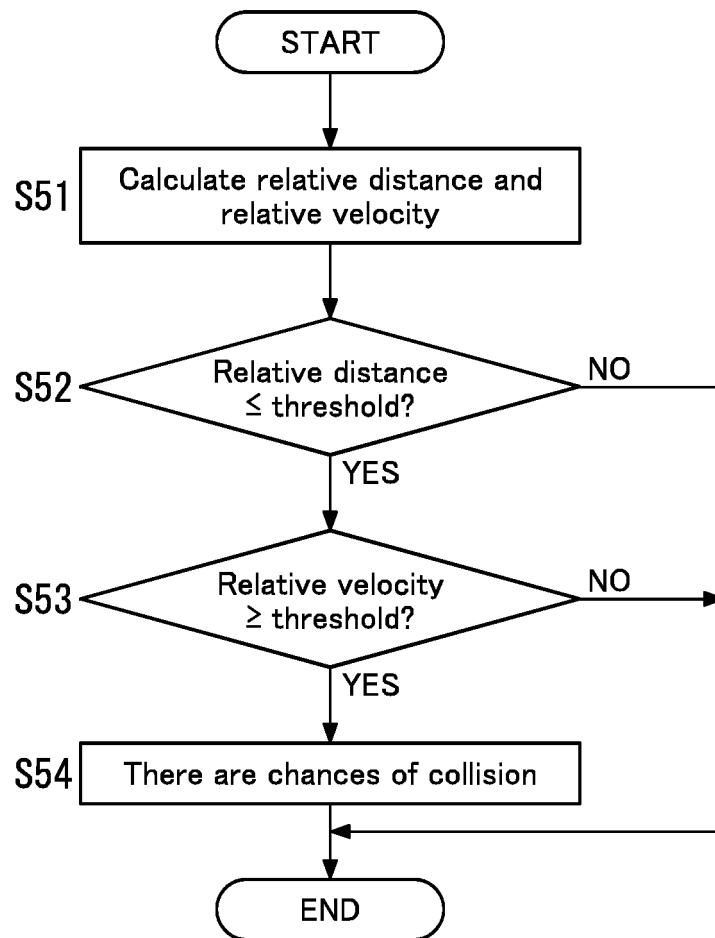 START
S51
Calculate relative distance and
relative velocity
S52
Relative distance
≤ threshold?
NO
YES
S53
Relative velocity
≥ threshold?
NO
YES
S54
There are chances of collision
END